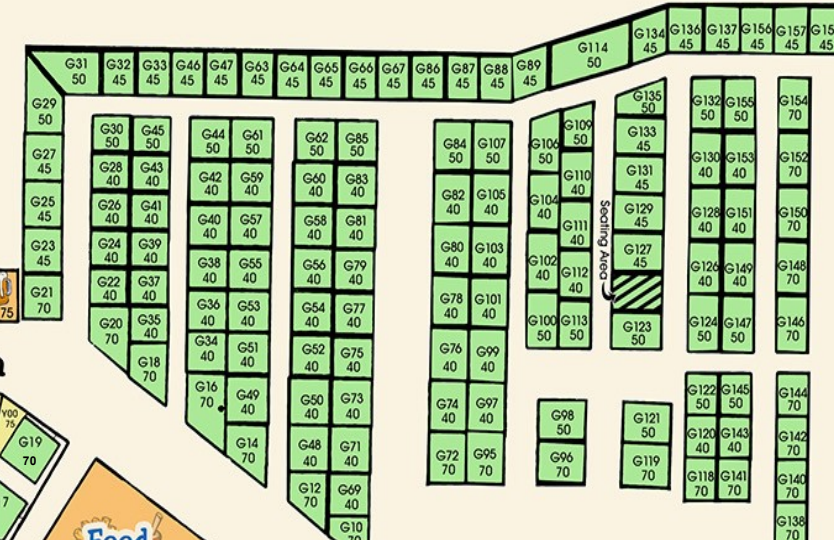 G31
50
G32
45
G33
45
G46
45
G47
45
G63
45
G64
45
G65
45
G66
45
G67
45
G86
45
G87
45
G88
45
G89
45
G114
50
G134
45
G136
45
G137
45
G156
45
G157
45
G29
50
G27
45
G25
45
G23
45
G21
70
75
G30
50
G45
50
G28
40
G43
40
G26
40
G41
40
G24
40
G39
40
G22
40
G37
40
G20
70
G35
40
G18
70
G44
50
G61
50
G42
40
G59
40
G40
40
G57
40
G38
40
G55
40
G36
40
G53
40
G34
40
G51
40
G16
70
G49
40
G14
70
G62
50
G85
50
G60
40
G83
40
G58
40
G81
40
G56
40
G79
40
G54
40
G77
40
G52
40
G75
40
G50
40
G73
40
G48
40
G71
40
G12
70
G69
40
G10
G84
50
G107
50
G82
40
G105
40
G80
40
G103
40
G78
40
G101
40
G76
40
G99
40
G74
40
G97
40
G72
70
G95
70
G106
50
G109
50
G104
40
G110
40
G111
40
G102
40
G112
40
G100
50
G113
50
Seating Area
G135
50
G133
45
G131
45
G129
45
G127
45
G123
50
G132
50
G155
50
G130
40
G153
40
G128
40
G151
40
G126
40
G149
40
G124
50
G147
50
G154
70
G152
70
G150
70
G148
70
G146
70
G98
50
G96
70
G121
50
G119
70
G122
50
G145
50
G120
40
G143
40
G118
70
G141
70
G144
70
G142
70
G140
70
G138
70
Y00
75
G19
70
7
Food